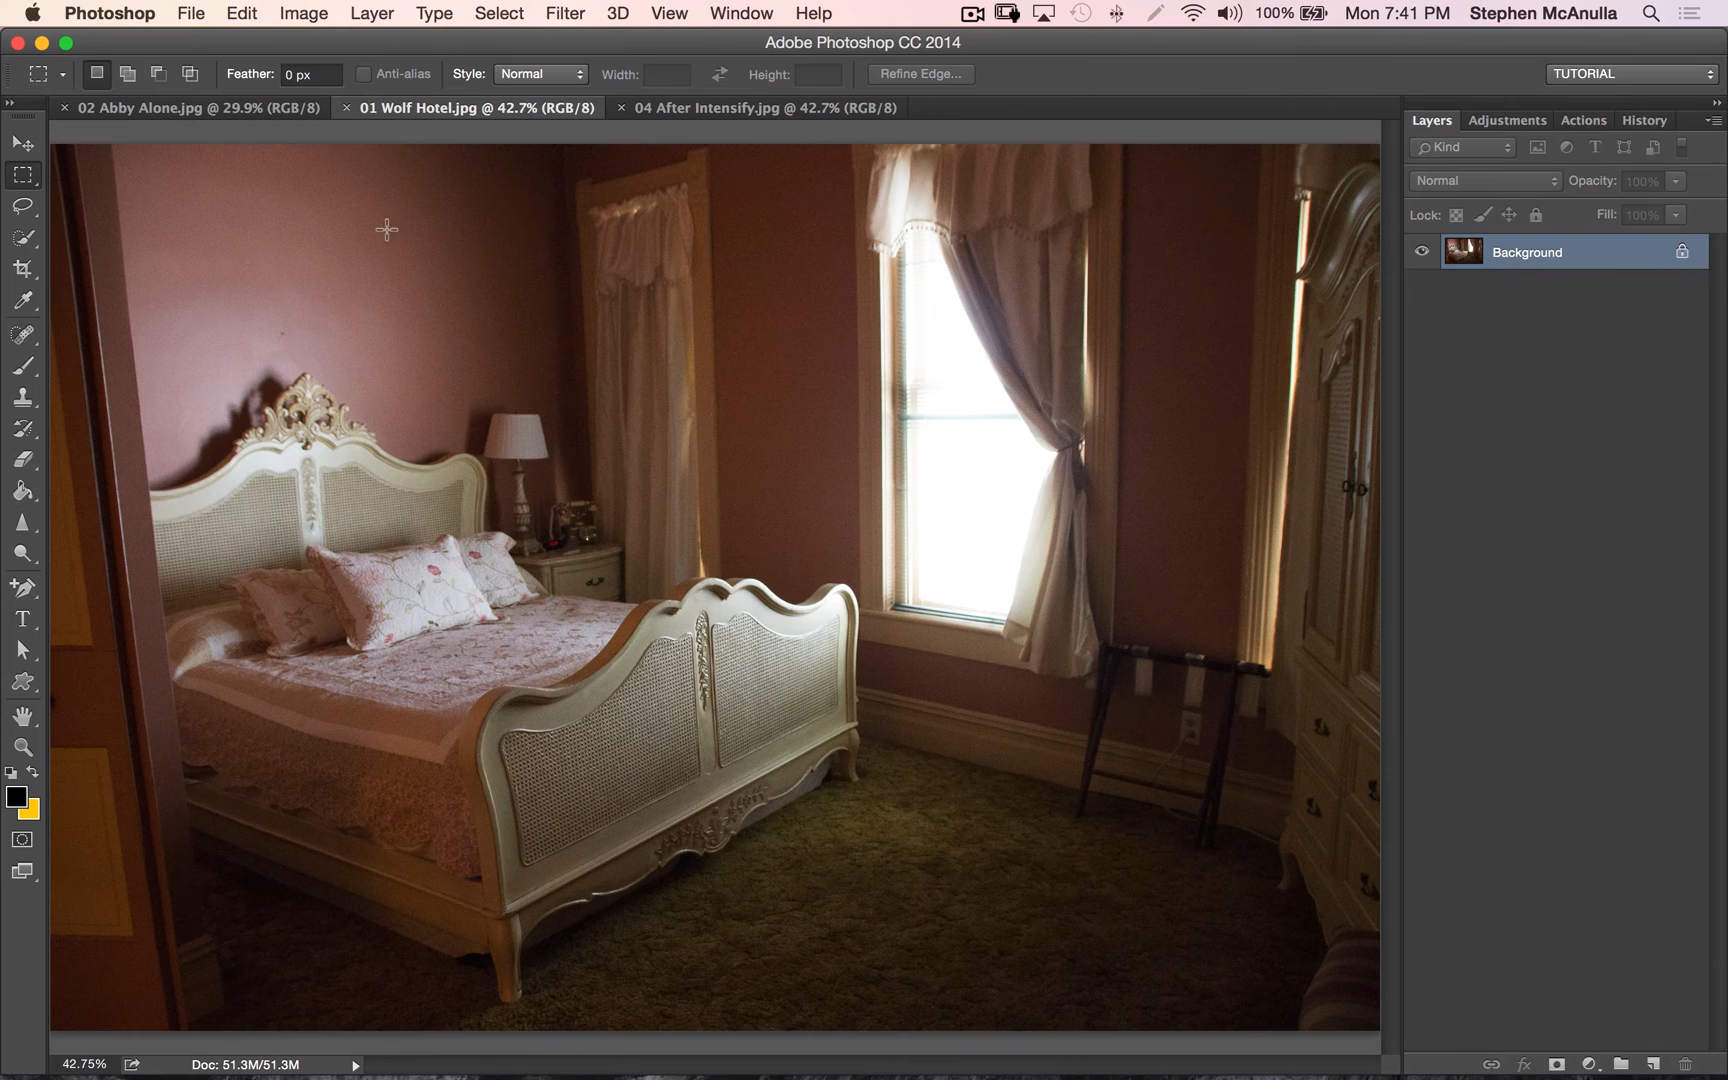 Photoshop File Edit Image Layer Type Select Filter 3D View Window Help 100% Mon 7:41 PM Stephen McAnulla
Adobe Photoshop CC 2014
Feather: 0 px Anti-alias Style: Normal Width: Height: Refine Edge... TUTORIAL
02 Abby Alone.jpg @ 29.9% (RGB/8) 01 Wolf Hotel.jpg @ 42.7% (RGB/8) 04 After Intensify.jpg @ 42.7% (RGB/8)
Layers Adjustments Actions History
Kind
Normal Opacity: 100%
Lock: Fill: 100%
Background
T
42.75% Doc: 51.3M/51.3M
fx